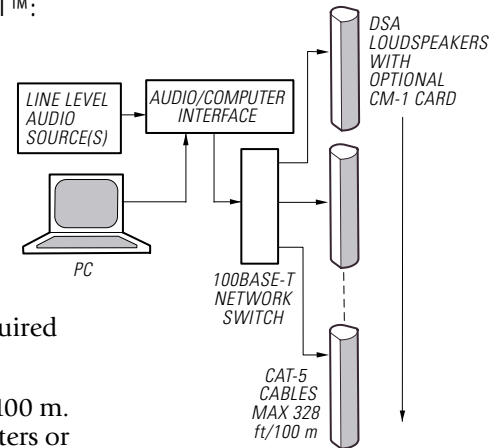 ™:
DSA
LOUDSPEAKERS
WITH
OPTIONAL
CM-1 CARD
LINE LEVEL
AUDIO
SOURCE(S)
AUDIO/COMPUTER
INTERFACE
PC
100BASE-T
NETWORK
SWITCH
CAT-5
CABLES
MAX 328
ft/100 m
uired
100 m.
ters or